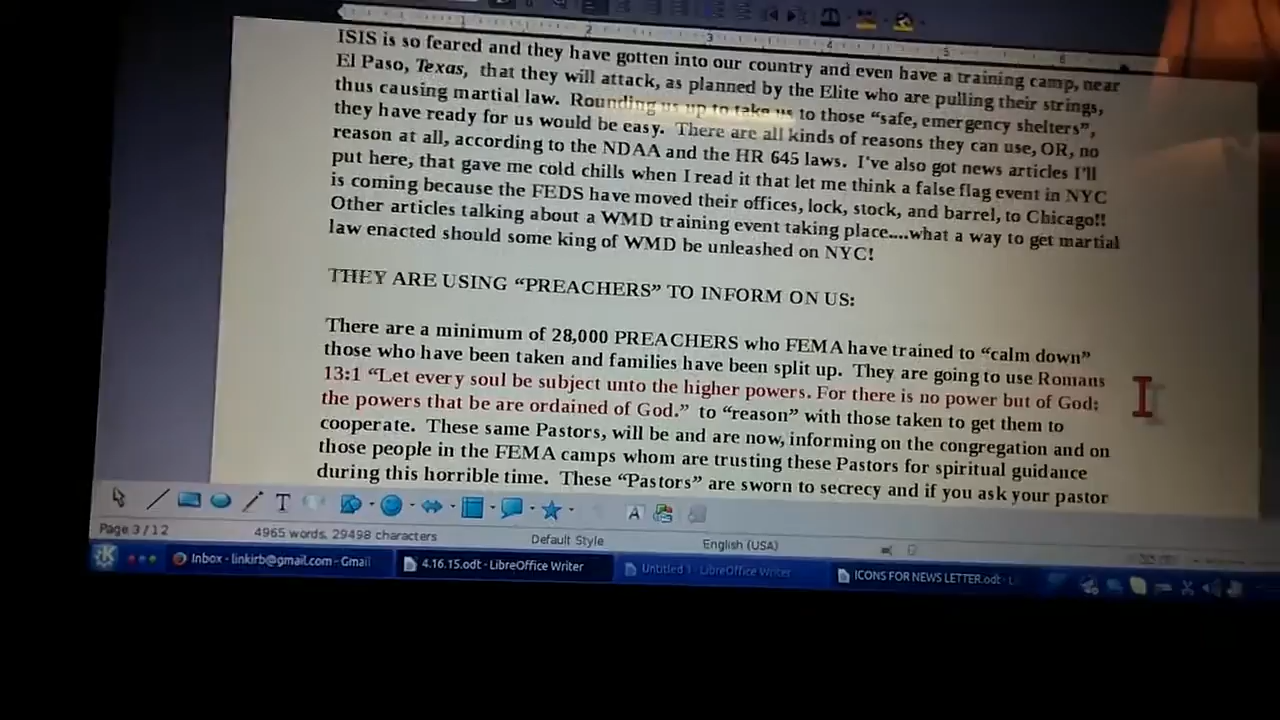 1 2 3 4 5 6
ISIS is so feared and they have gotten into our country and even have a training camp, near
El Paso, Texas, that they will attack, as planned by the Elite who are pulling their strings,
thus causing martial law. Rounding us up to take us to those “safe, emergency shelters”,
they have ready for us would be easy. There are all kinds of reasons they can use, OR, no
reason at all, according to the NDAA and the HR 645 laws. I've also got news articles I'll
put here, that gave me cold chills when I read it that let me think a false flag event in NYC
is coming because the FEDS have moved their offices, lock, stock, and barrel, to Chicago!!
Other articles talking about a WMD training event taking place....what a way to get martial
law enacted should some king of WMD be unleashed on NYC!
THEY ARE USING “PREACHERS” TO INFORM ON US:
There are a minimum of 28,000 PREACHERS who FEMA have trained to “calm down”
those who have been taken and families have been split up. They are going to use Romans
13:1 “Let every soul be subject unto the higher powers. For there is no power but of God:
the powers that be are ordained of God.” to “reason” with those taken to get them to
cooperate. These same Pastors, will be and are now, informing on the congregation and on
those people in the FEMA camps whom are trusting these Pastors for spiritual guidance
during this horrible time. These “Pastors” are sworn to secrecy and if you ask your pastor
T A
Page 3 / 12 4965 words, 29498 characters Default Style English (USA)
Inbox - linkirb@gmail.com - Gmail 4.16.15.odt - LibreOffice Writer Untitled 1 - LibreOffice Writer ICONS FOR NEWS LETTER.odt - L